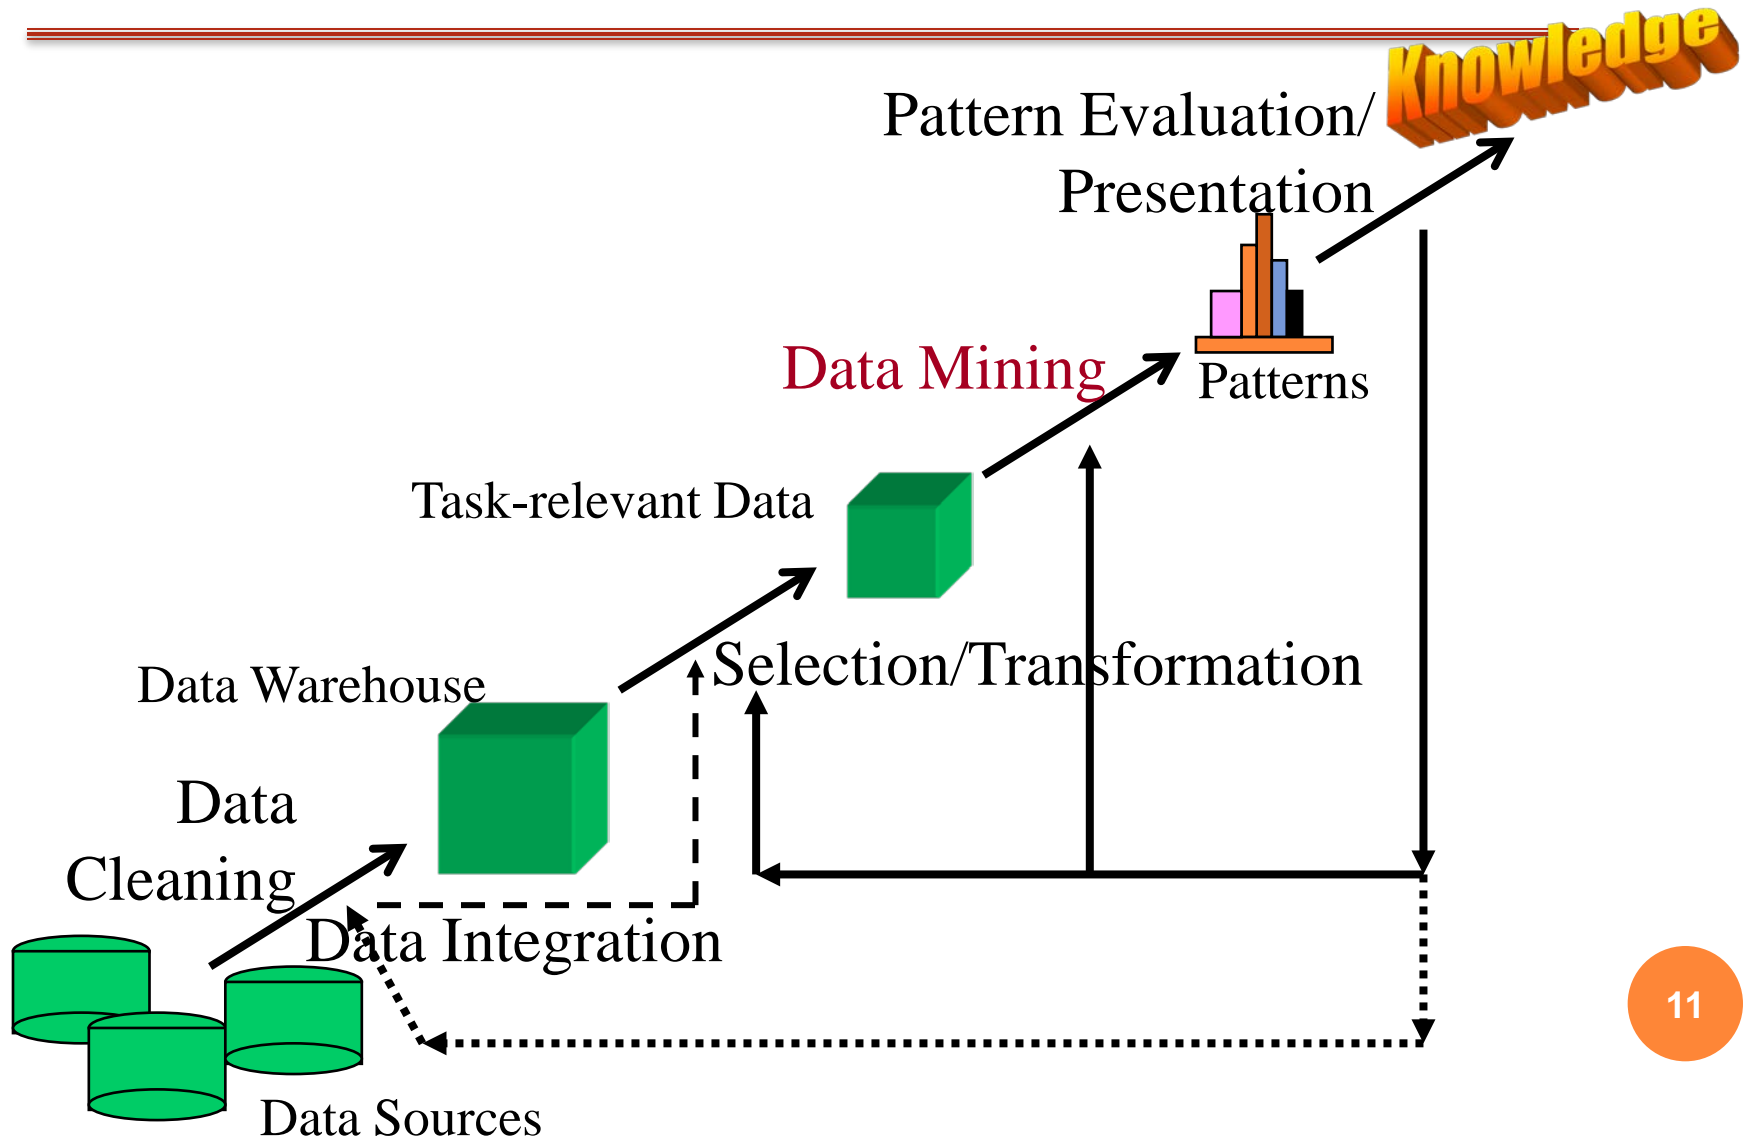 Knowledge
Pattern Evaluation/
Presentation
Data Mining
Patterns
Task-relevant Data
Selection/Transformation
Data Warehouse
Data
Cleaning
Data Integration
11
Data Sources